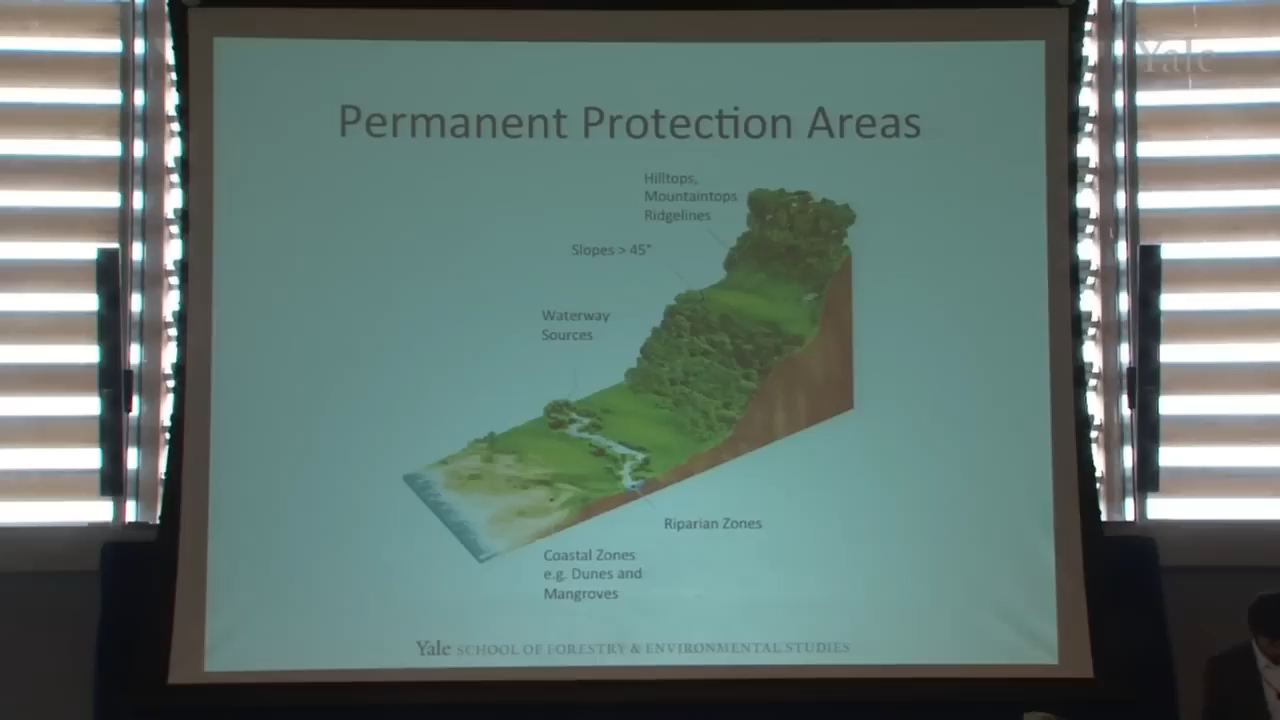 Yale
Permanent Protection Areas
Hilltops,
Mountaintops
Ridgelines
Slopes > 45°
Waterway
Sources
Riparian Zones
Coastal Zones
e.g. Dunes and
Mangroves
Yale SCHOOL OF FORESTRY & ENVIRONMENTAL STUDIES